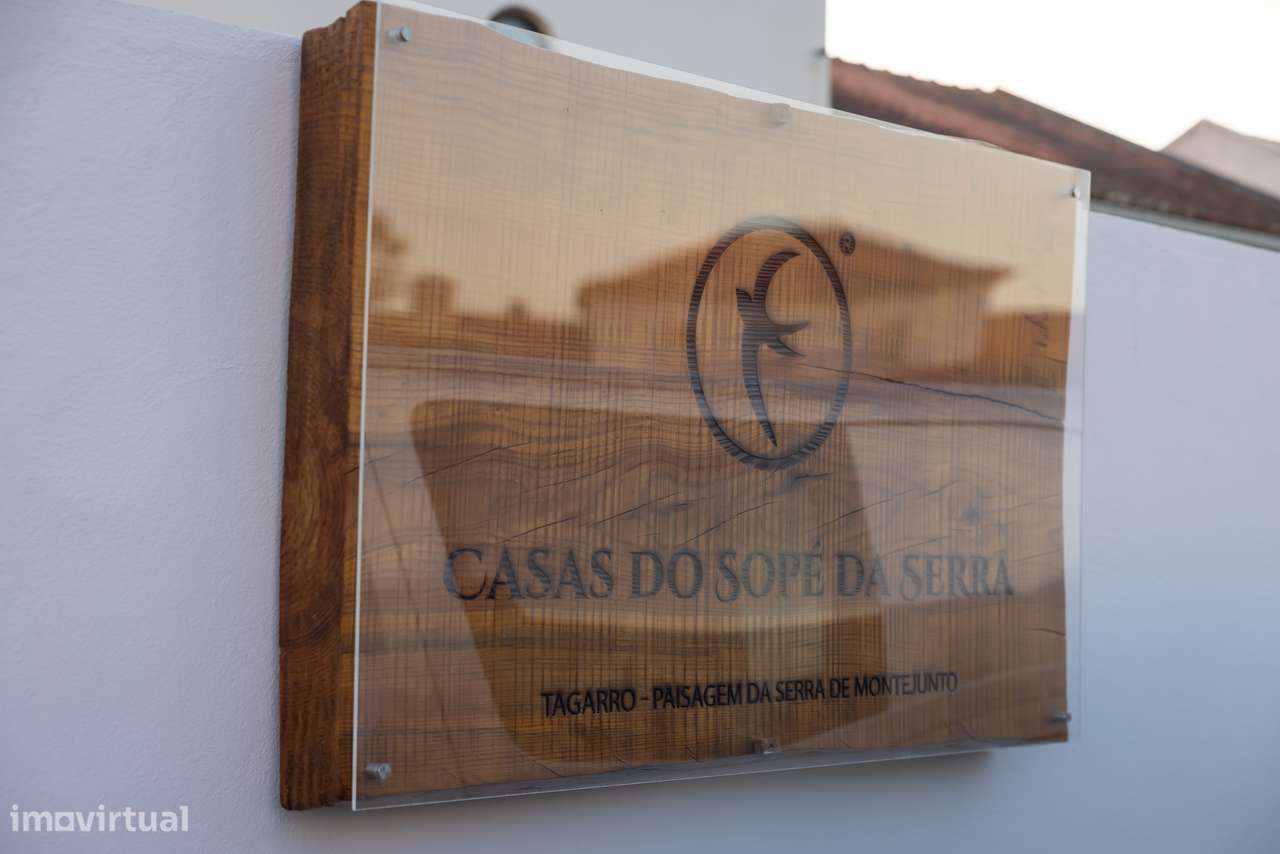 ®
CASAS DO SOPÉ DA SERRA
TAGARRO - PAISAGEM DA SERRA DE MONTEJUNTO
imovirtual